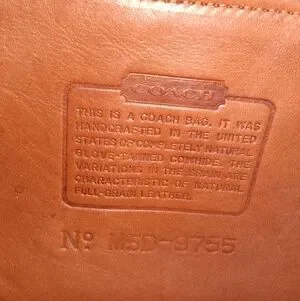 COACH
THIS IS A COACH BAG. IT WAS
HANDCRAFTED IN THE UNITED
STATES OF COMPLETELY NATURAL
GLOVE-TANNED COWHIDE. THE
VARIATIONS IN THE GRAIN ARE
CHARACTERISTIC OF NATURAL
FULL-GRAIN LEATHER.
Nº M5D-9755